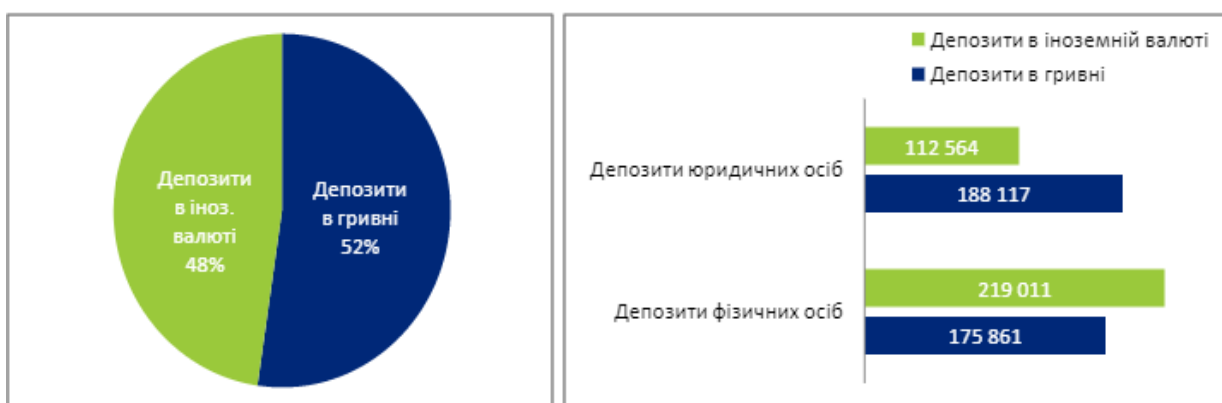 Депозити
в іноз.
валюті
48%
Депозити
в гривні
52%
Депозити в іноземній валюті
Депозити в гривні
Депозити юридичних осіб
112 564
188 117
Депозити фізичних осіб
219 011
175 861